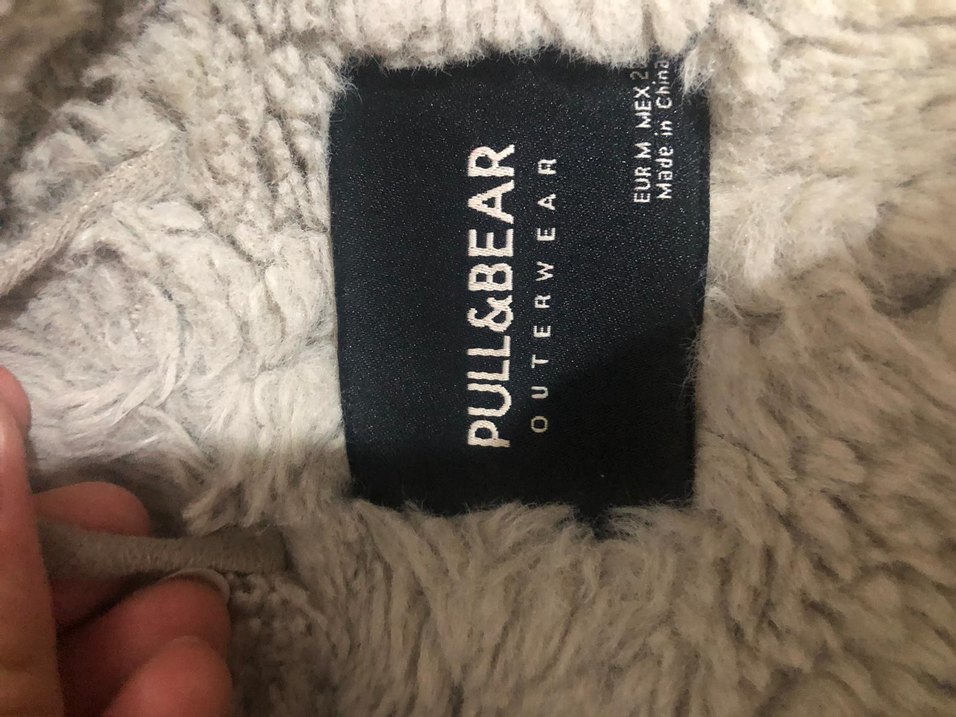 PULL&BEAR
OUTERWEAR
EUR M MEX
Made in China